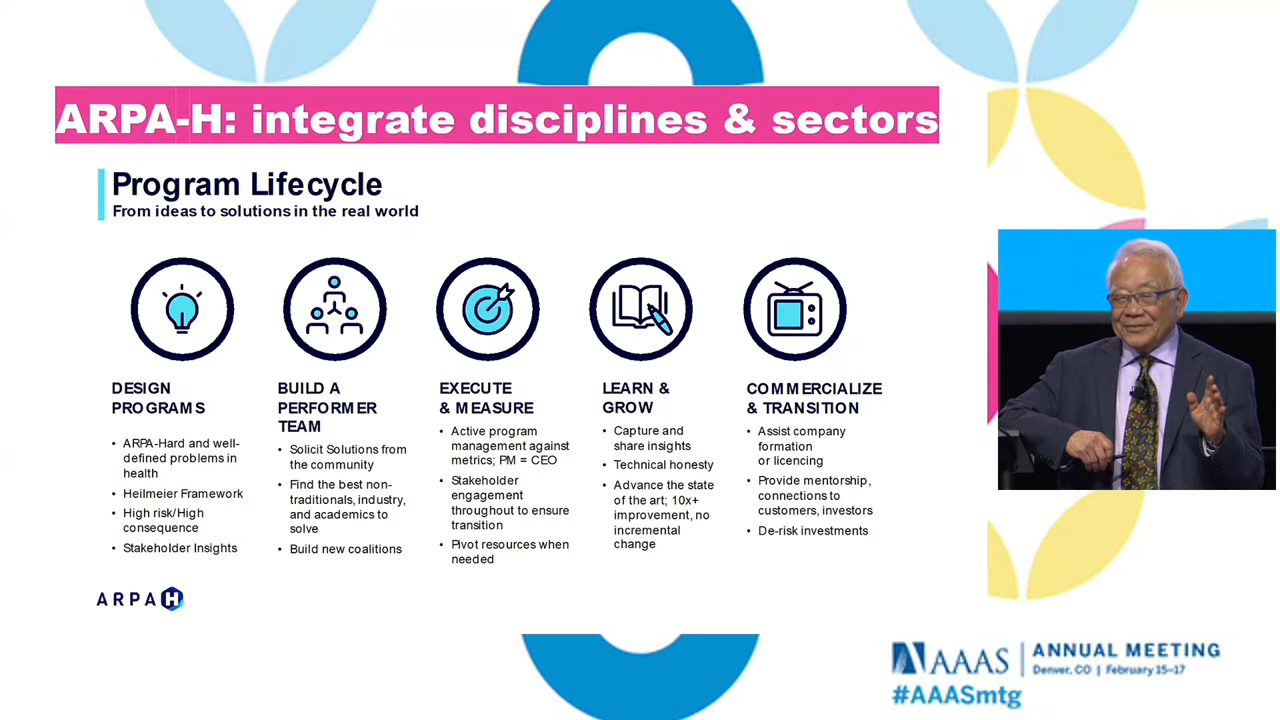 ARPA-H: integrate disciplines & sectors
Program Lifecycle
From ideas to solutions in the real world
DESIGN
PROGRAMS
• ARPA-Hard and well-
defined problems in
health
• Heilmeier Framework
• High risk/High
consequence
• Stakeholder Insights
BUILD A
PERFORMER
TEAM
• Solicit Solutions from
the community
• Find the best non-
traditionals, industry,
and academics to
solve
• Build new coalitions
EXECUTE
& MEASURE
• Active program
management against
metrics; PM = CEO
• Stakeholder
engagement
throughout to ensure
transition
• Pivot resources when
needed
LEARN &
GROW
• Capture and
share insights
• Technical honesty
• Advance the state
of the art; 10x+
improvement, no
incremental
change
COMMERCIALIZE
& TRANSITION
• Assist company
formation
or licencing
• Provide mentorship,
connections to
customers, investors
• De-risk investments
ARPA H
AAAS
ANNUAL MEETING
Denver, CO | February 15–17
#AAASmtg